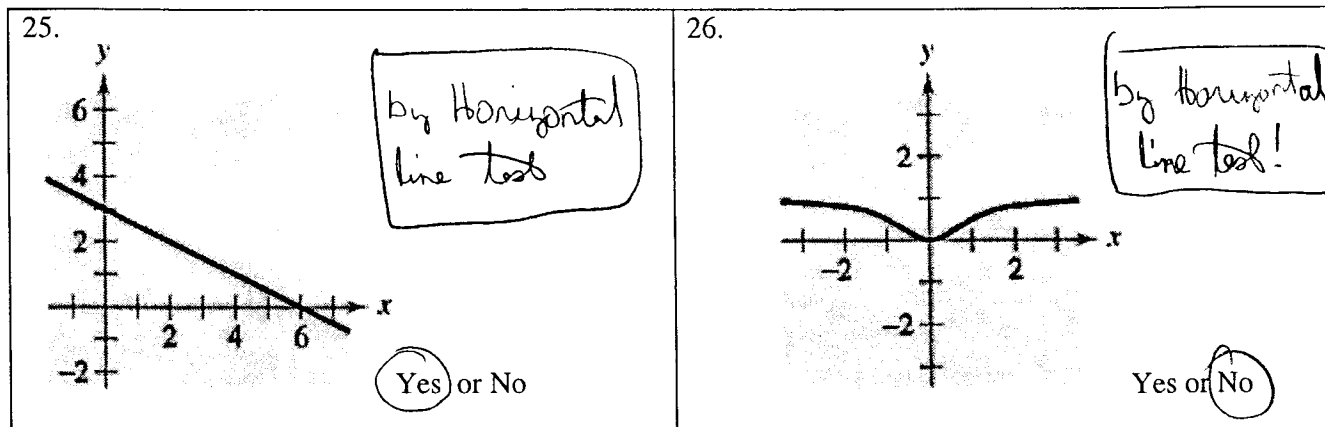 25.
y
by Horizontal
line test
6
4
2
x
2 4 6
-2
Yes or No
26.
y
by Horizontal
line test!
2
x
-2 2
-2
Yes or No